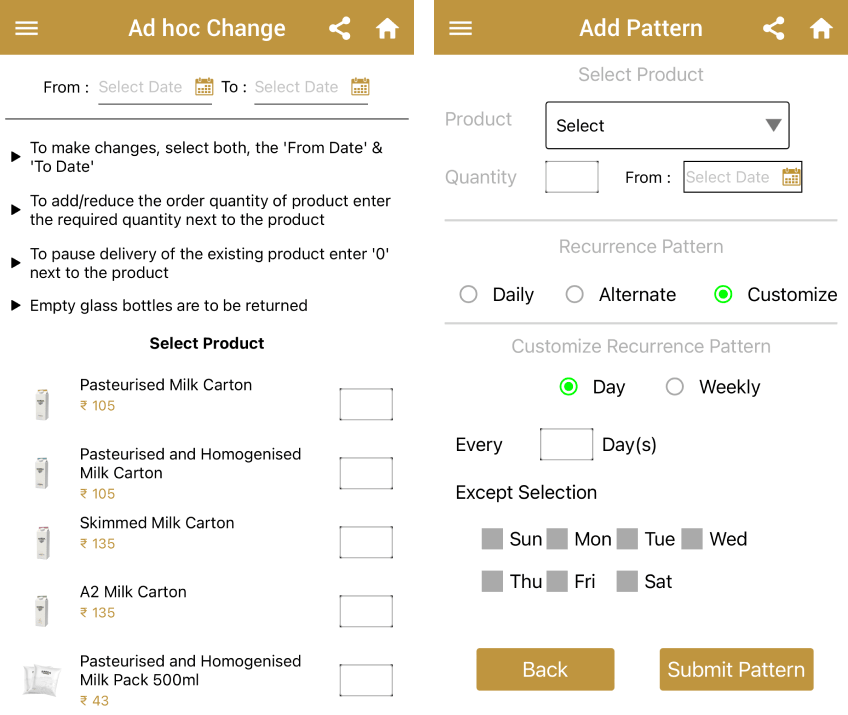 Ad hoc Change
From : Select Date To : Select Date
To make changes, select both, the 'From Date' &
'To Date'
To add/reduce the order quantity of product enter
the required quantity next to the product
To pause delivery of the existing product enter '0'
next to the product
Empty glass bottles are to be returned
Select Product
Pasteurised Milk Carton
₹ 105
Pasteurised and Homogenised
Milk Carton
₹ 105
Skimmed Milk Carton
₹ 135
A2 Milk Carton
₹ 135
Pasteurised and Homogenised
Milk Pack 500ml
₹ 43
Add Pattern
Select Product
Product Select
Quantity From : Select Date
Recurrence Pattern
Daily Alternate Customize
Customize Recurrence Pattern
Day Weekly
Every Day(s)
Except Selection
Sun Mon Tue Wed
Thu Fri Sat
Back Submit Pattern